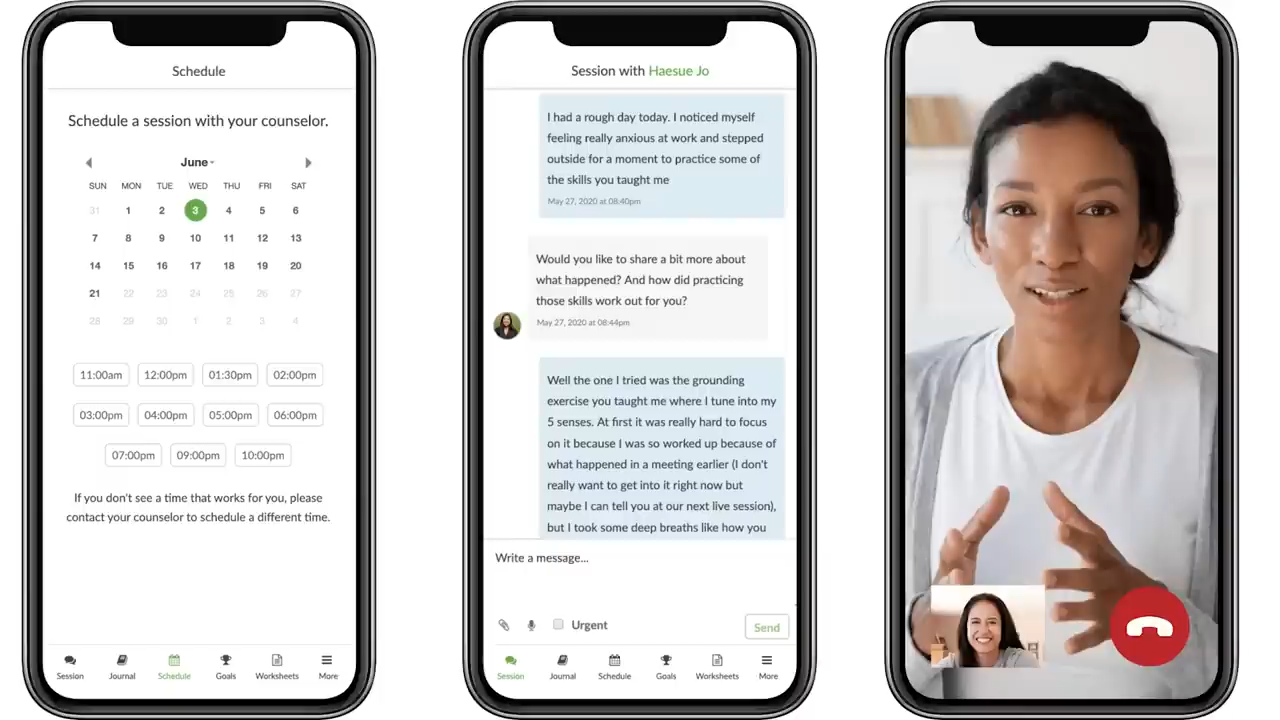 Schedule
Schedule a session with your counselor.
June
SUN MON TUE WED THU FRI SAT
31 1 2 3 4 5 6
7 8 9 10 11 12 13
14 15 16 17 18 19 20
21 22 23 24 25 26 27
28 29 30 1 2 3 4
11:00am 12:00pm 01:30pm 02:00pm
03:00pm 04:00pm 05:00pm 06:00pm
07:00pm 09:00pm 10:00pm
If you don't see a time that works for you, please
contact your counselor to schedule a different time.
Session Journal Schedule Goals Worksheets More
Session with Haesue Jo
I had a rough day today. I noticed myself
feeling really anxious at work and stepped
outside for a moment to practice some of
the skills you taught me
May 27, 2020 at 08:40pm
Would you like to share a bit more about
what happened? And how did practicing
those skills work out for you?
May 27, 2020 at 08:44pm
Well the one I tried was the grounding
exercise you taught me where I tune into my
5 senses. At first it was really hard to focus
on it because I was so worked up because of
what happened in a meeting earlier (I don't
really want to get into it right now but
maybe I can tell you at our next live session),
but I took some deep breaths like how you
Write a message...
Urgent
Send
Session Journal Schedule Goals Worksheets More